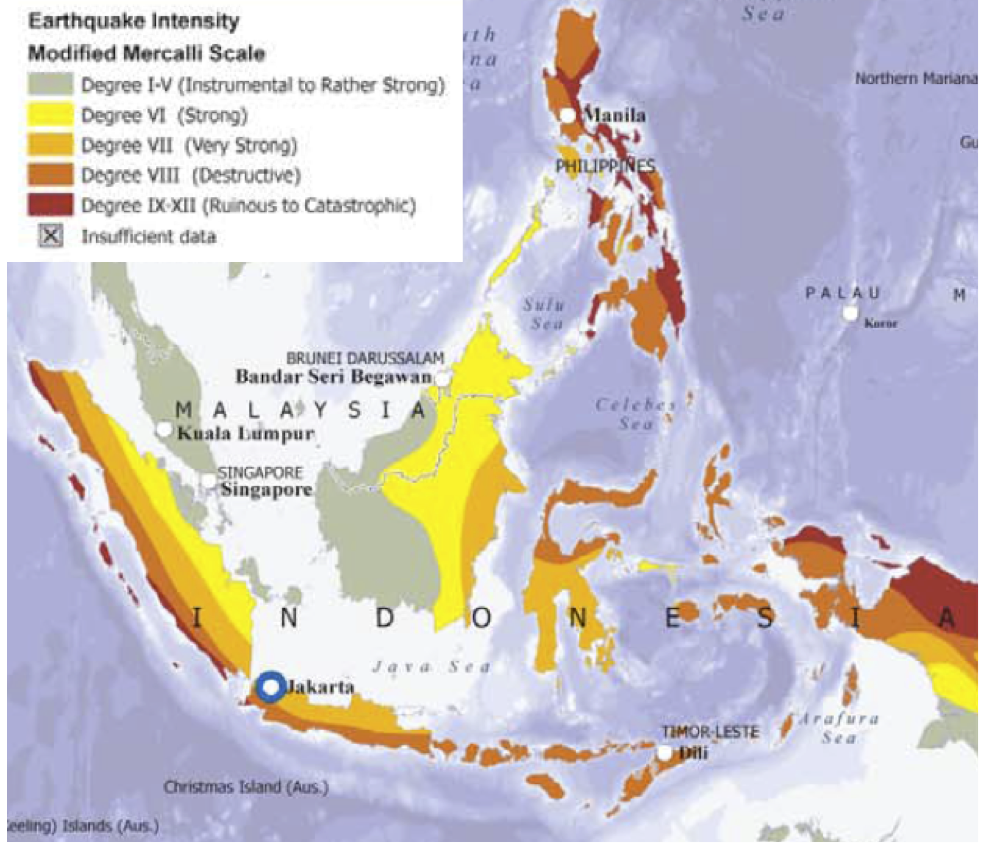 Earthquake Intensity
Modified Mercalli Scale
Degree I-V (Instrumental to Rather Strong)
Degree VI (Strong)
Degree VII (Very Strong)
Degree VIII (Destructive)
Degree IX-XII (Ruinous to Catastrophic)
Insufficient data
Sea
Northern Mariana
Manila
PHILIPPINES
PALAU
M
Koror
Sulu
Sea
BRUNEI DARUSSALAM
Bandar Seri Begawan
MALAYSIA
Kuala Lumpur
Celebes
Sea
SINGAPORE
Singapore
INDONESIA
Java Sea
Jakarta
Arafura
Sea
TIMOR-LESTE
Dili
Christmas Island (Aus.)
Islands (Aus.)